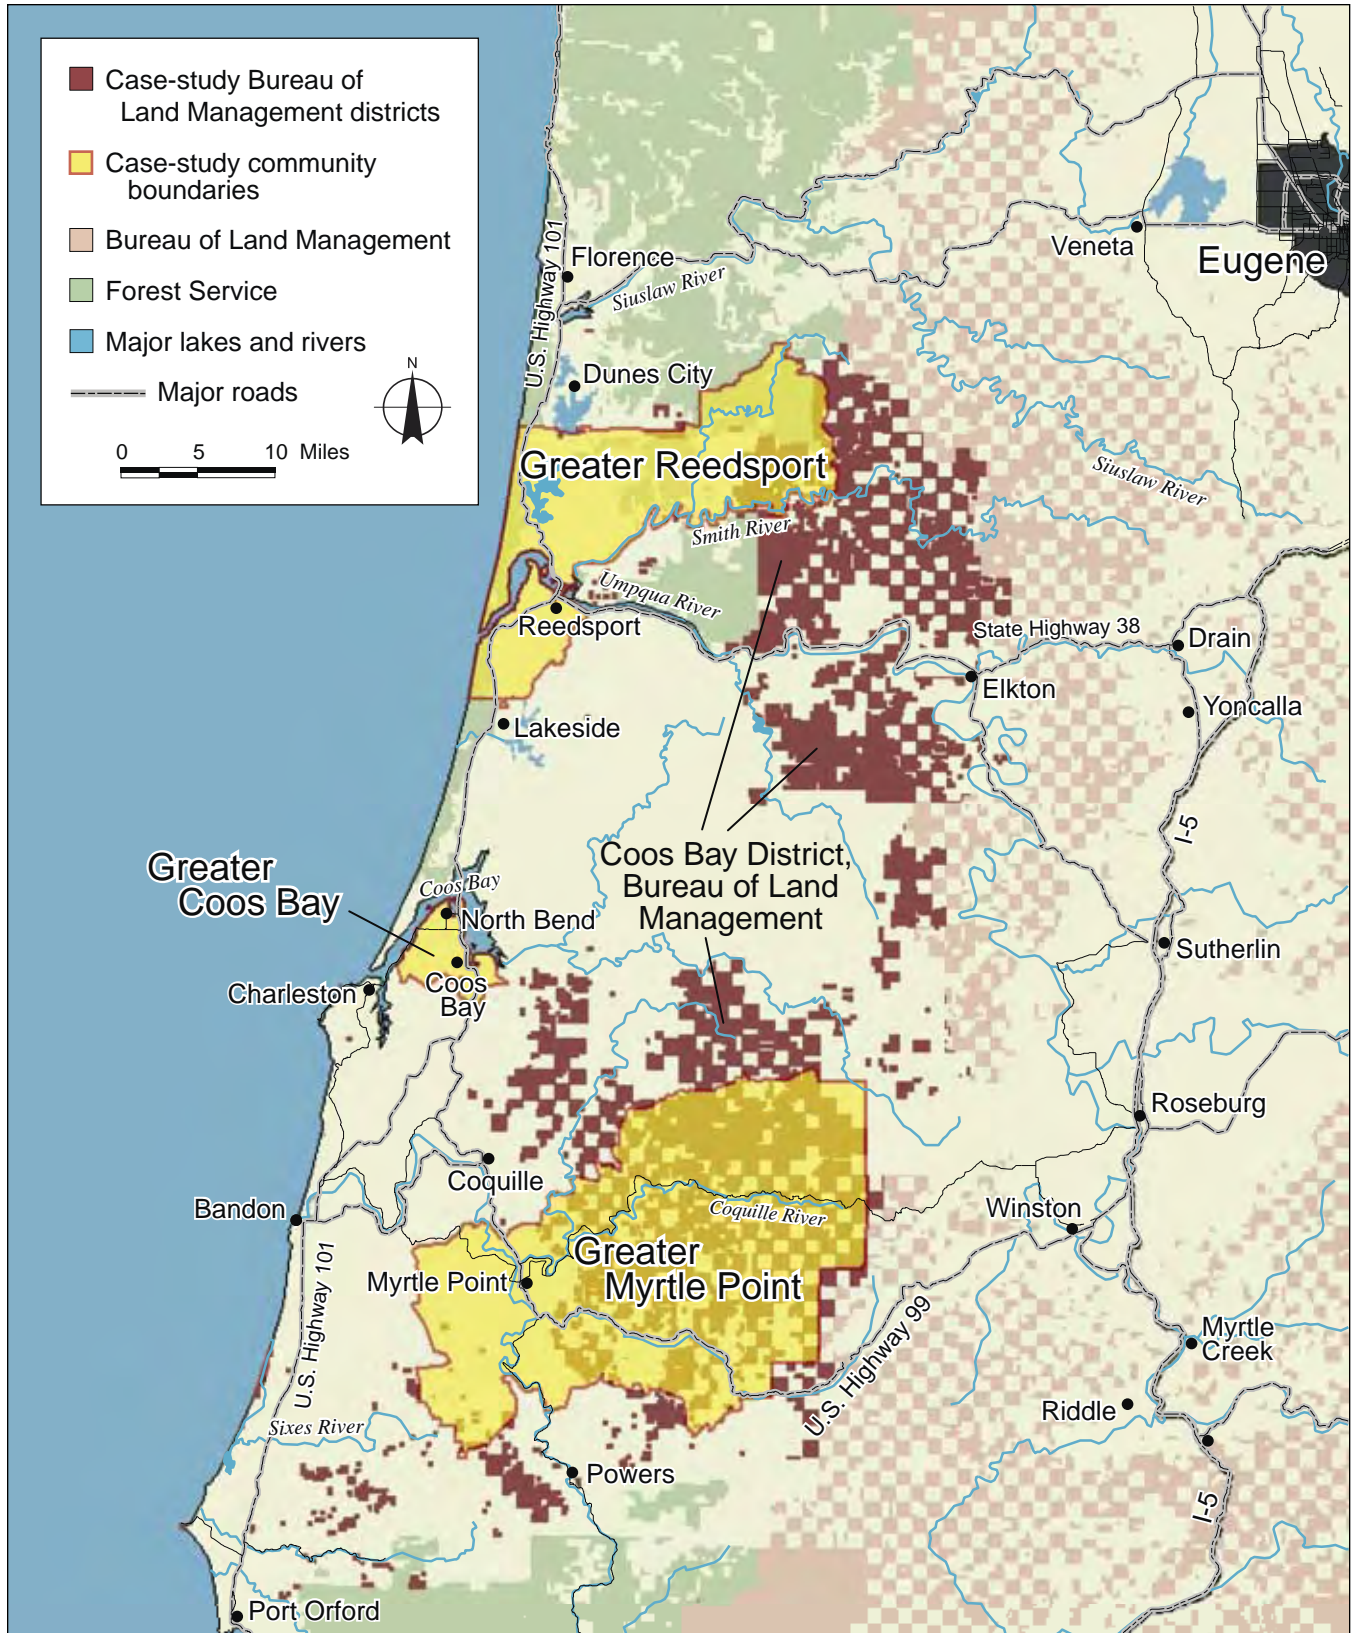 Case-study Bureau of
Land Management districts
Case-study community
boundaries
Bureau of Land Management
Forest Service
Major lakes and rivers
Major roads
N
0 5 10 Miles
U.S. Highway 101
Florence
Siuslaw River
Veneta
Eugene
Dunes City
Greater Reedsport
Siuslaw River
Smith River
Umpqua River
Reedsport
State Highway 38
Drain
Elkton
Yoncalla
Lakeside
I-5
Greater
Coos Bay
Coos Bay
North Bend
Coos Bay District,
Bureau of Land
Management
Sutherlin
Coos
Bay
Charleston
Roseburg
Coquille
Bandon
Coquille River
Winston
Greater
Myrtle Point
Myrtle Point
U.S. Highway 101
U.S. Highway 99
Myrtle
Creek
Riddle
Sixes River
Powers
I-5
Port Orford